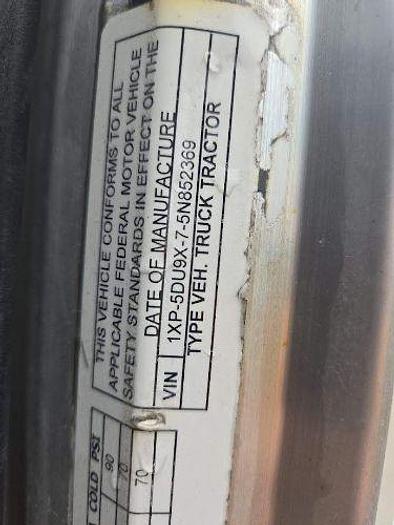 THIS VEHICLE CONFORMS TO ALL
APPLICABLE FEDERAL MOTOR VEHICLE
SAFETY STANDARDS IN EFFECT ON THE
DATE OF MANUFACTURE
VIN 1XP-5DU9X-7-5N852369
TYPE VEH. TRUCK TRACTOR
COLD PSI
90
70
70